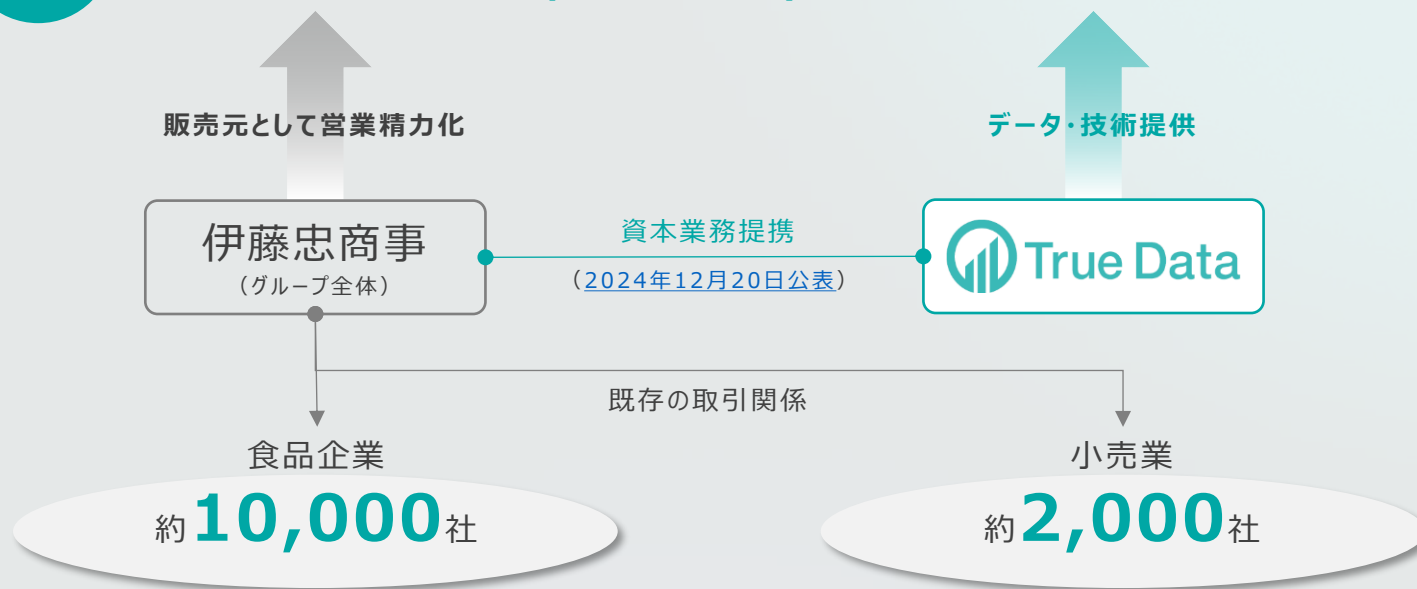 販売元として営業精力化
データ・技術提供
伊藤忠商事
（グループ全体）
資本業務提携
（2024年12月20日公表）
True Data
既存の取引関係
食品企業
約10,000社
小売業
約2,000社